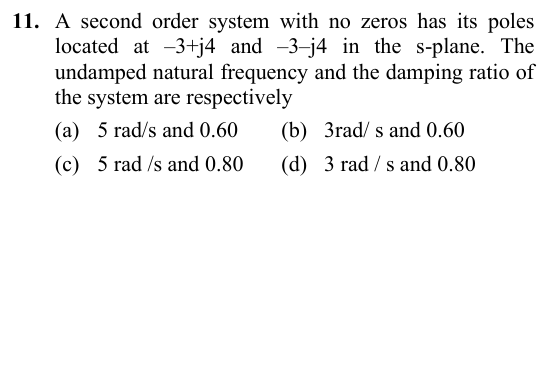 11. A second order system with no zeros has its poles
located at –3+j4 and –3–j4 in the s-plane. The
undamped natural frequency and the damping ratio of
the system are respectively
(a) 5 rad/s and 0.60 (b) 3rad/ s and 0.60
(c) 5 rad /s and 0.80 (d) 3 rad / s and 0.80